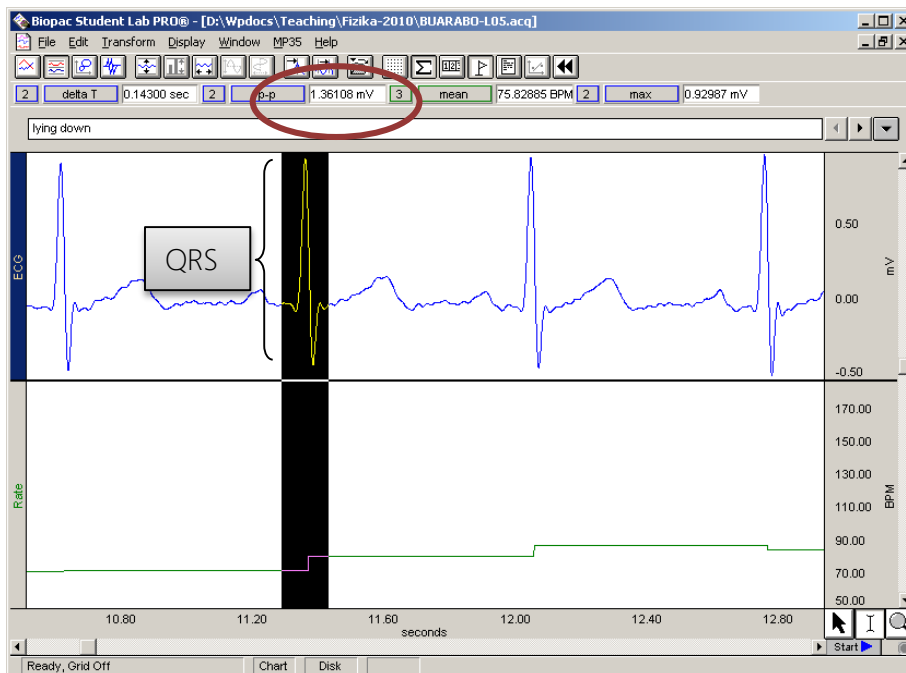 Biopac Student Lab PRO® - [D:\Wpdocs\Teaching\Fizika-2010\BUARABO-L05.acq]
File Edit Transform Display Window MP35 Help
2 delta T 0.14300 sec 2 p-p 1.36108 mV 3 mean 75.82885 BPM 2 max 0.92987 mV
lying down
ECG
QRS
0.50
0.00
-0.50
mV
Rate
170.00
150.00
130.00
110.00
90.00
70.00
50.00
BPM
10.80 11.20 11.60 12.00 12.40 12.80
seconds
Start
Ready, Grid Off Chart Disk